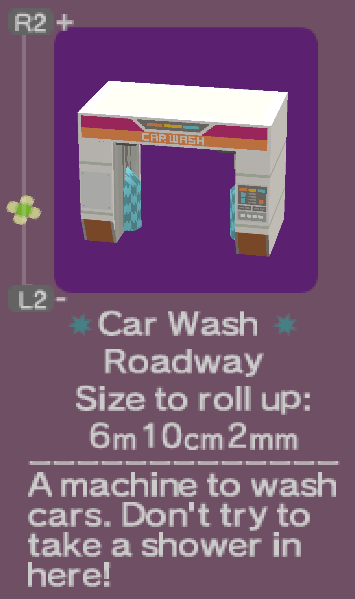 R2 +
CAR WASH
L2 -
Car Wash
Roadway
Size to roll up:
6m10cm2mm
A machine to wash
cars. Don't try to
take a shower in
here!